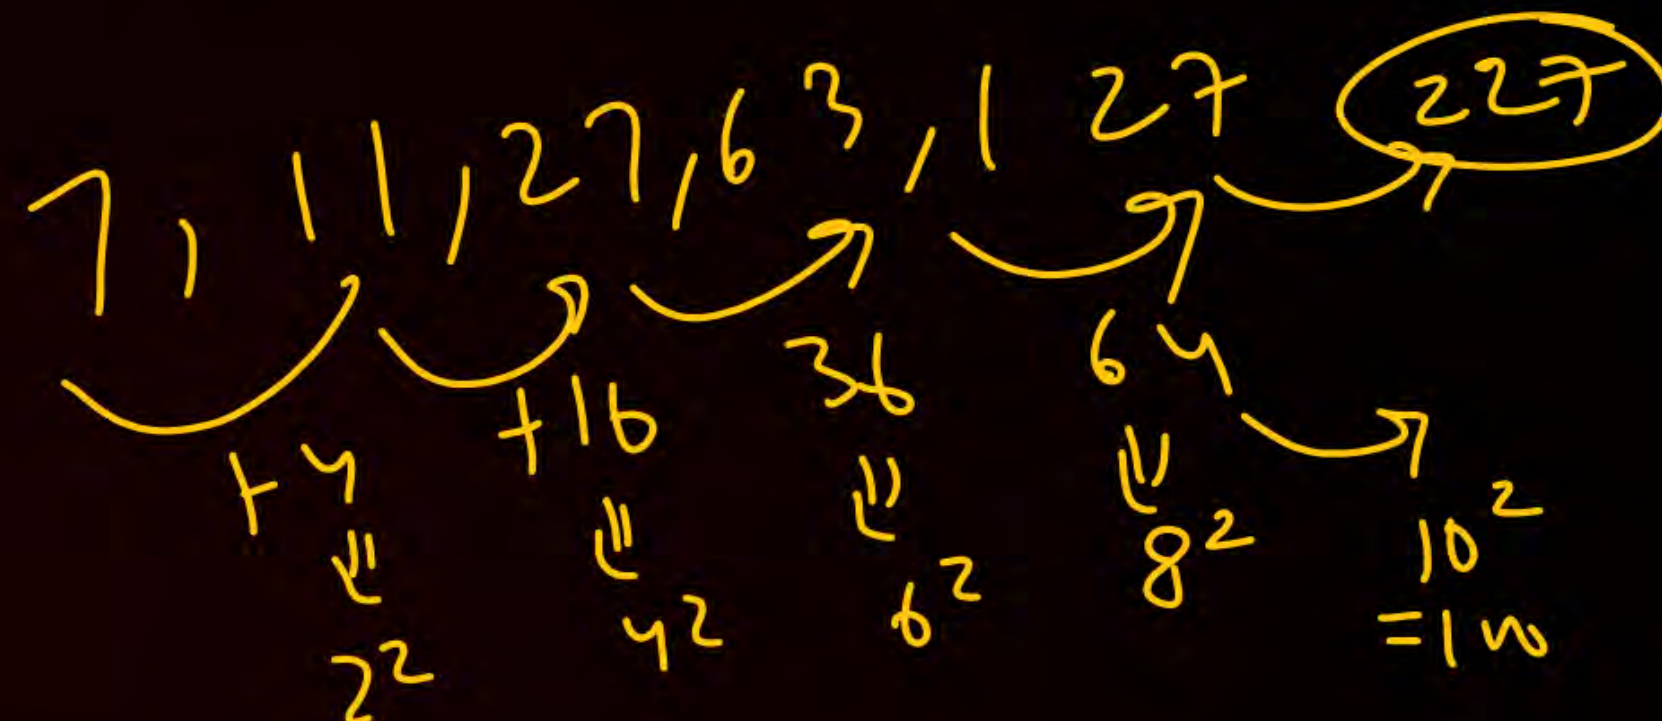 7, 11, 27, 63, 127 227
+4 +16 36 64
2² 4² 6² 8² 10²
=100